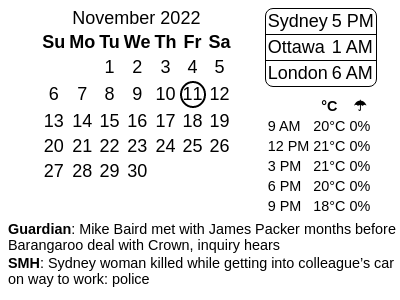 November 2022
Su Mo Tu We Th Fr Sa
1 2 3 4 5
6 7 8 9 10 11 12
13 14 15 16 17 18 19
20 21 22 23 24 25 26
27 28 29 30
Sydney 5 PM
Ottawa 1 AM
London 6 AM
°C ☂
9 AM 20°C 0%
12 PM 21°C 0%
3 PM 21°C 0%
6 PM 20°C 0%
9 PM 18°C 0%
Guardian: Mike Baird met with James Packer months before
Barangaroo deal with Crown, inquiry hears
SMH: Sydney woman killed while getting into colleague’s car
on way to work: police